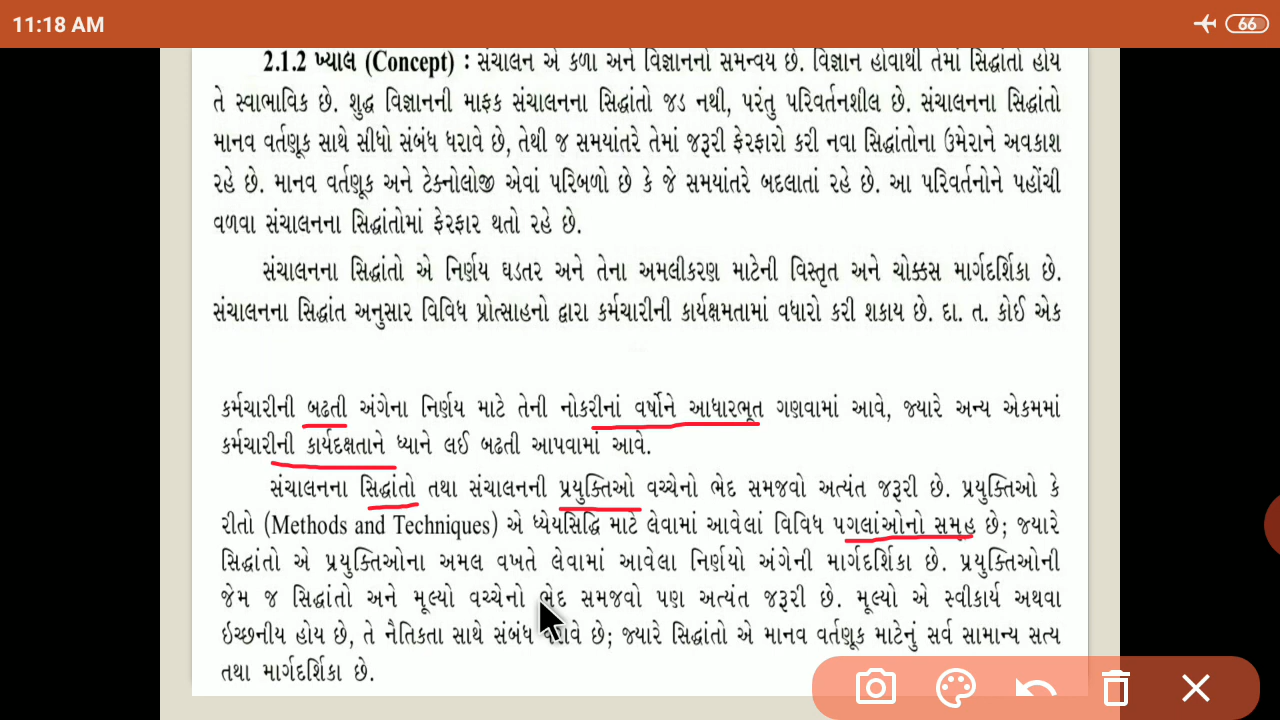 11:18 AM
66
2.1.2 ખ્યાલ (Concept) : સંચાલન એ કળા અને વિજ્ઞાનનો સમન્વય છે. વિજ્ઞાન હોવાથી તેમાં સિદ્ધાંતો હોય
તે સ્વાભાવિક છે. શુદ્ધ વિજ્ઞાનની માફક સંચાલનના સિદ્ધાંતો જડ નથી, પરંતુ પરિવર્તનશીલ છે. સંચાલનના સિદ્ધાંતો
માનવ વર્તણૂક સાથે સીધો સંબંધ ધરાવે છે, તેથી જ સમયાંતરે તેમાં જરૂરી ફેરફારો કરી નવા સિદ્ધાંતોના ઉમેરાને અવકાશ
રહે છે. માનવ વર્તણૂક અને ટેક્નોલોજી એવાં પરિબળો છે કે જે સમયાંતરે બદલાતાં રહે છે. આ પરિવર્તનોને પહોંચી
વળવા સંચાલનના સિદ્ધાંતોમાં ફેરફાર થતો રહે છે.
સંચાલનના સિદ્ધાંતો એ નિર્ણય ઘડતર અને તેના અમલીકરણ માટેની વિસ્તૃત અને ચોક્કસ માર્ગદર્શિકા છે.
સંચાલનના સિદ્ધાંત અનુસાર વિવિધ પ્રોત્સાહનો દ્વારા કર્મચારીની કાર્યક્ષમતામાં વધારો કરી શકાય છે. દા. ત. કોઈ એક
કર્મચારીની બઢતી અંગેના નિર્ણય માટે તેની નોકરીનાં વર્ષોને આધારભૂત ગણવામાં આવે, જ્યારે અન્ય એકમમાં
કર્મચારીની કાર્યદક્ષતાને ધ્યાને લઈ બઢતી આપવામાં આવે.
સંચાલનના સિદ્ધાંતો તથા સંચાલનની પ્રયુક્તિઓ વચ્ચેનો ભેદ સમજવો અત્યંત જરૂરી છે. પ્રયુક્તિઓ કે
રીતો (Methods and Techniques) એ ધ્યેયસિદ્ધિ માટે લેવામાં આવેલાં વિવિધ પગલાંઓનો સમૂહ છે; જ્યારે
સિદ્ધાંતો એ પ્રયુક્તિઓના અમલ વખતે લેવામાં આવેલા નિર્ણયો અંગેની માર્ગદર્શિકા છે. પ્રયુક્તિઓની
જેમ જ સિદ્ધાંતો અને મૂલ્યો વચ્ચેનો ભેદ સમજવો પણ અત્યંત જરૂરી છે. મૂલ્યો એ સ્વીકાર્ય અથવા
ઇચ્છનીય હોય છે, તે નૈતિકતા સાથે સંબંધ ધરાવે છે; જ્યારે સિદ્ધાંતો એ માનવ વર્તણૂક માટેનું સર્વ સામાન્ય સત્ય
તથા માર્ગદર્શિકા છે.